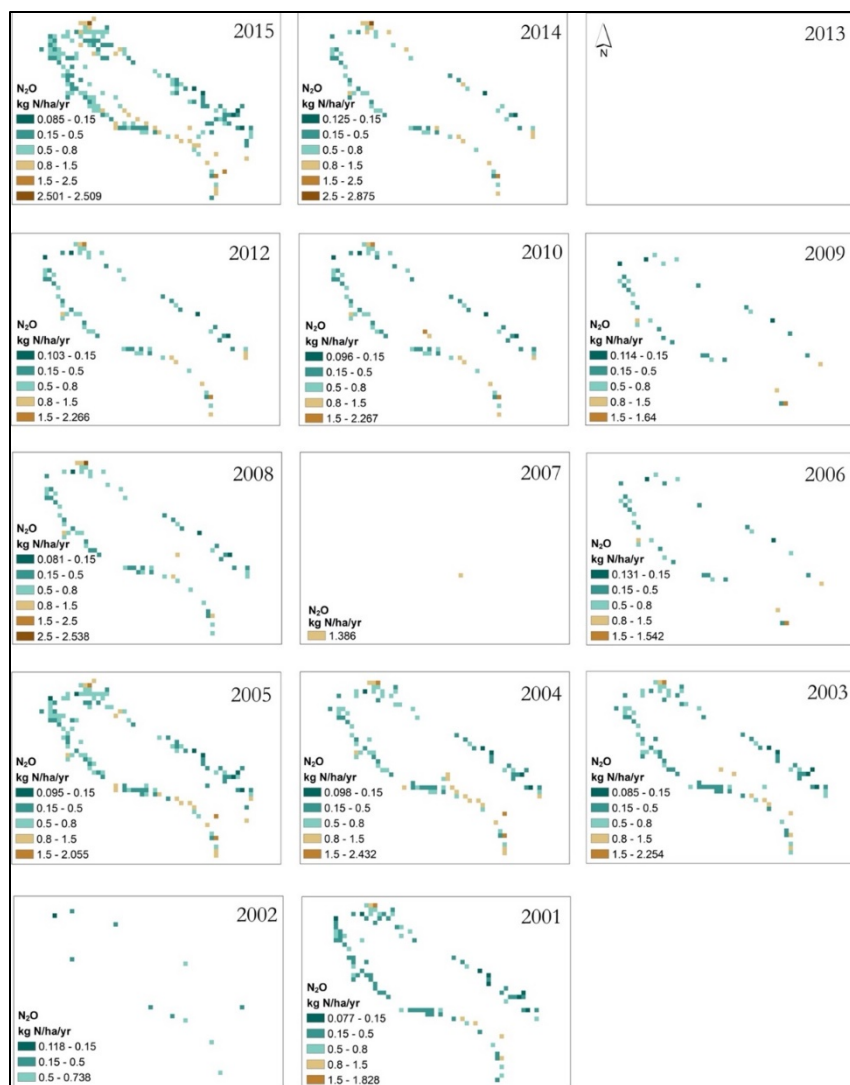 2015
N₂O
kg N/ha/yr
0.085 - 0.15
0.15 - 0.5
0.5 - 0.8
0.8 - 1.5
1.5 - 2.5
2.501 - 2.509
2014
N₂O
kg N/ha/yr
0.125 - 0.15
0.15 - 0.5
0.5 - 0.8
0.8 - 1.5
1.5 - 2.5
2.5 - 2.875
2013
N
2012
N₂O
kg N/ha/yr
0.103 - 0.15
0.15 - 0.5
0.5 - 0.8
0.8 - 1.5
1.5 - 2.266
2010
N₂O
kg N/ha/yr
0.096 - 0.15
0.15 - 0.5
0.5 - 0.8
0.8 - 1.5
1.5 - 2.267
2009
N₂O
kg N/ha/yr
0.114 - 0.15
0.15 - 0.5
0.5 - 0.8
0.8 - 1.5
1.5 - 1.64
2008
N₂O
kg N/ha/yr
0.081 - 0.15
0.15 - 0.5
0.5 - 0.8
0.8 - 1.5
1.5 - 2.5
2.5 - 2.538
2007
N₂O
kg N/ha/yr
1.386
2006
N₂O
kg N/ha/yr
0.131 - 0.15
0.15 - 0.5
0.5 - 0.8
0.8 - 1.5
1.5 - 1.542
2005
N₂O
kg N/ha/yr
0.095 - 0.15
0.15 - 0.5
0.5 - 0.8
0.8 - 1.5
1.5 - 2.055
2004
N₂O
kg N/ha/yr
0.098 - 0.15
0.15 - 0.5
0.5 - 0.8
0.8 - 1.5
1.5 - 2.432
2003
N₂O
kg N/ha/yr
0.085 - 0.15
0.15 - 0.5
0.5 - 0.8
0.8 - 1.5
1.5 - 2.254
2002
N₂O
kg N/ha/yr
0.118 - 0.15
0.15 - 0.5
0.5 - 0.738
2001
N₂O
kg N/ha/yr
0.077 - 0.15
0.15 - 0.5
0.5 - 0.8
0.8 - 1.5
1.5 - 1.828